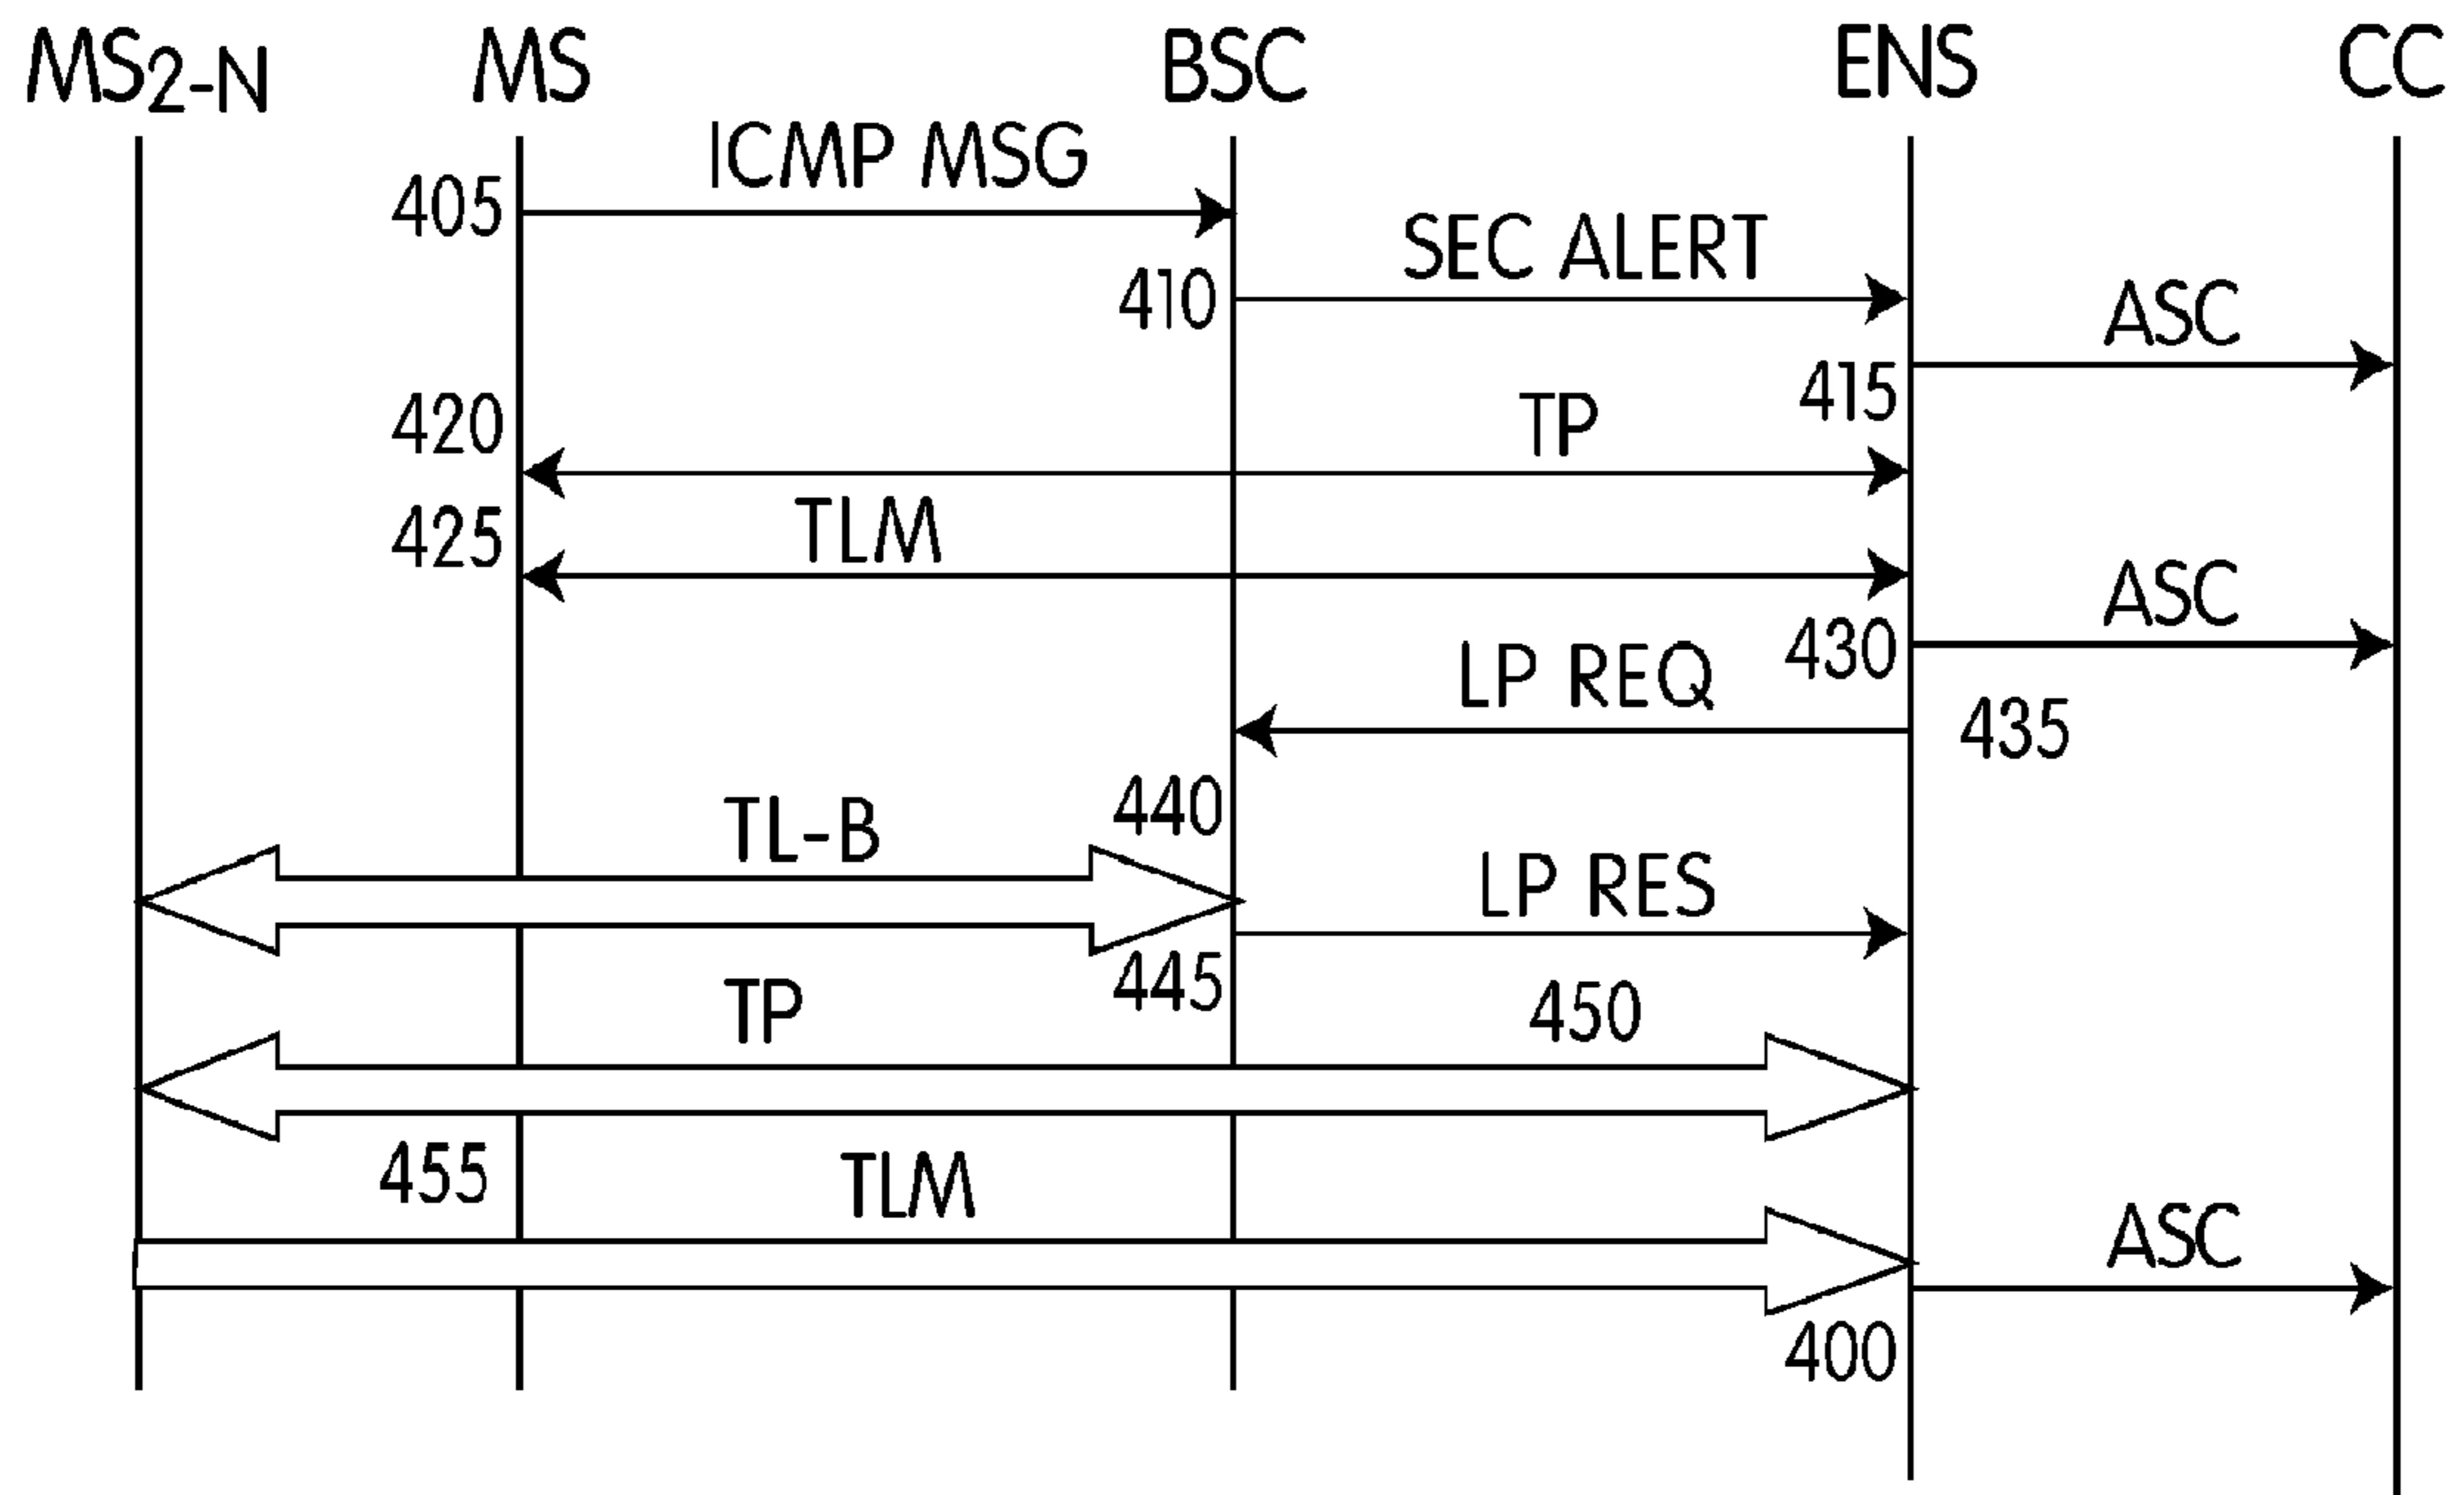 MS2-N MS BSC ENS CC
ICMP MSG
405
SEC ALERT
410
ASC
415
TP
420
TLM
425
ASC
430
LP REQ
435
440
TL-B
LP RES
445
TP
450
455
TLM
ASC
400